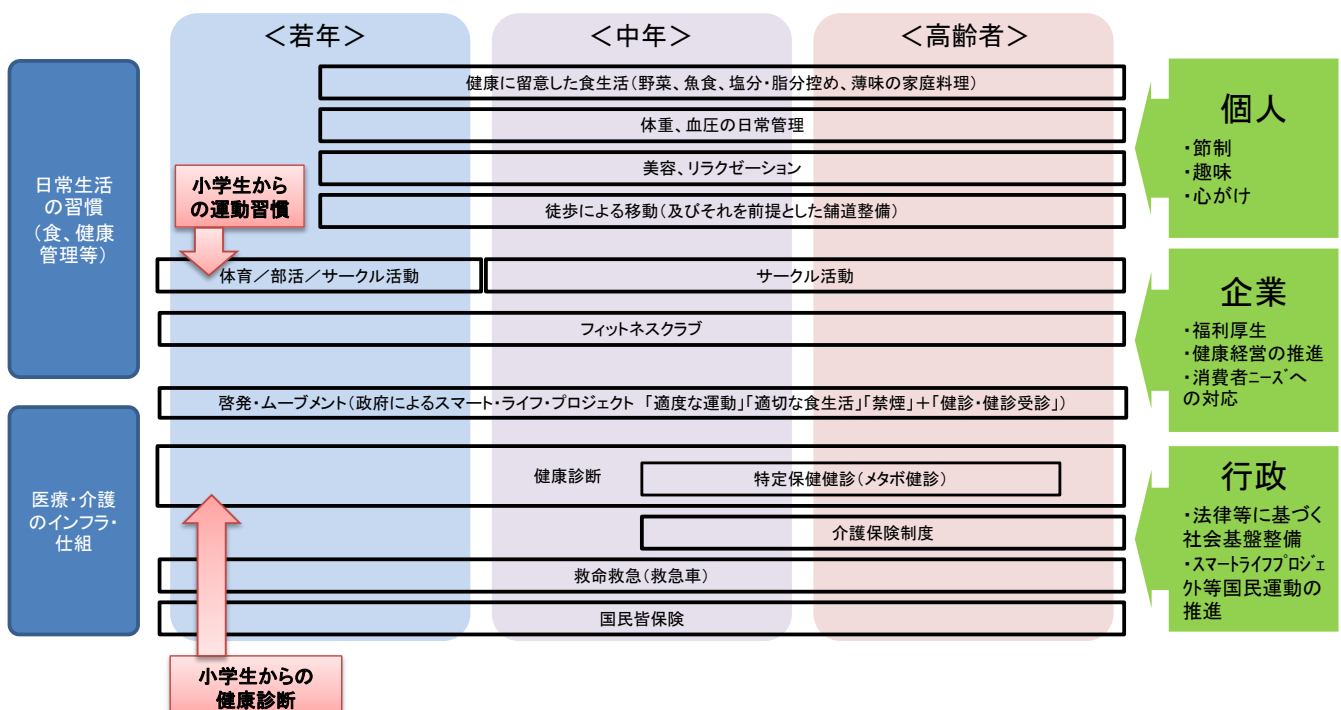 ＜若年＞
＜中年＞
＜高齢者＞
日常生活
の習慣
（食、健康
管理等）
健康に留意した食生活（野菜、魚食、塩分・脂分控め、薄味の家庭料理）
体重、血圧の日常管理
美容、リラクゼーション
徒歩による移動（及びそれを前提とした舗道整備）
小学生から
の運動習慣
体育／部活／サークル活動
サークル活動
フィットネスクラブ
啓発・ムーブメント（政府によるスマート・ライフ・プロジェクト 「適度な運動」「適切な食生活」「禁煙」＋「健診・健診受診」）
医療・介護
のインフラ・
仕組
健康診断
特定保健健診（メタボ健診）
介護保険制度
救命救急（救急車）
国民皆保険
小学生からの
健康診断
個人
・節制
・趣味
・心がけ
企業
・福利厚生
・健康経営の推進
・消費者ニーズへ
の対応
行政
・法律等に基づく
社会基盤整備
・スマートライフプロジェ
クト等国民運動の
推進